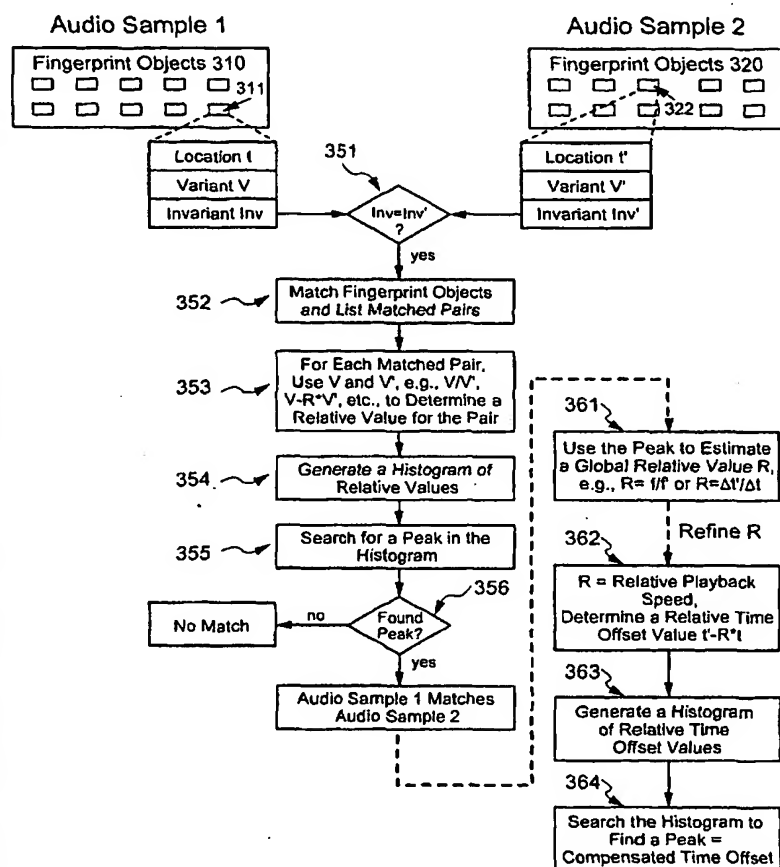 Audio Sample 1
Audio Sample 2
Fingerprint Objects 310
311
Fingerprint Objects 320
322
Location t
Variant V
Invariant Inv
Location t'
Variant V'
Invariant Inv'
351
Inv=Inv'
?
yes
352
Match Fingerprint Objects
and List Matched Pairs
353
For Each Matched Pair,
Use V and V', e.g., V/V',
V-R*V', etc., to Determine a
Relative Value for the Pair
354
Generate a Histogram of
Relative Values
355
Search for a Peak in the
Histogram
356
Found
Peak?
no
No Match
yes
Audio Sample 1 Matches
Audio Sample 2
361
Use the Peak to Estimate
a Global Relative Value R,
e.g., R= f/f' or R=Δt'/Δt
Refine R
362
R = Relative Playback
Speed,
Determine a Relative Time
Offset Value t'-R*t
363
Generate a Histogram
of Relative Time
Offset Values
364
Search the Histogram to
Find a Peak =
Compensated Time Offset